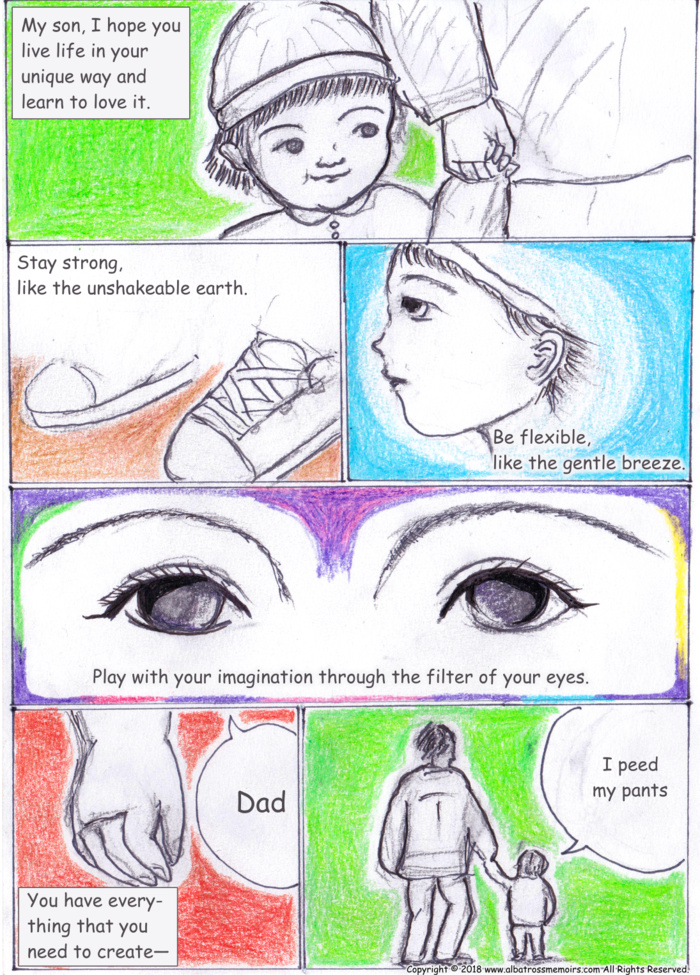 My son, I hope you
live life in your
unique way and
learn to love it.
Stay strong,
like the unshakeable earth.
Be flexible,
like the gentle breeze.
Play with your imagination through the filter of your eyes.
Dad
You have every-
thing that you
need to create—
I peed
my pants
Copyright © 2018 www.albatrossmemoirs.com All Rights Reserved